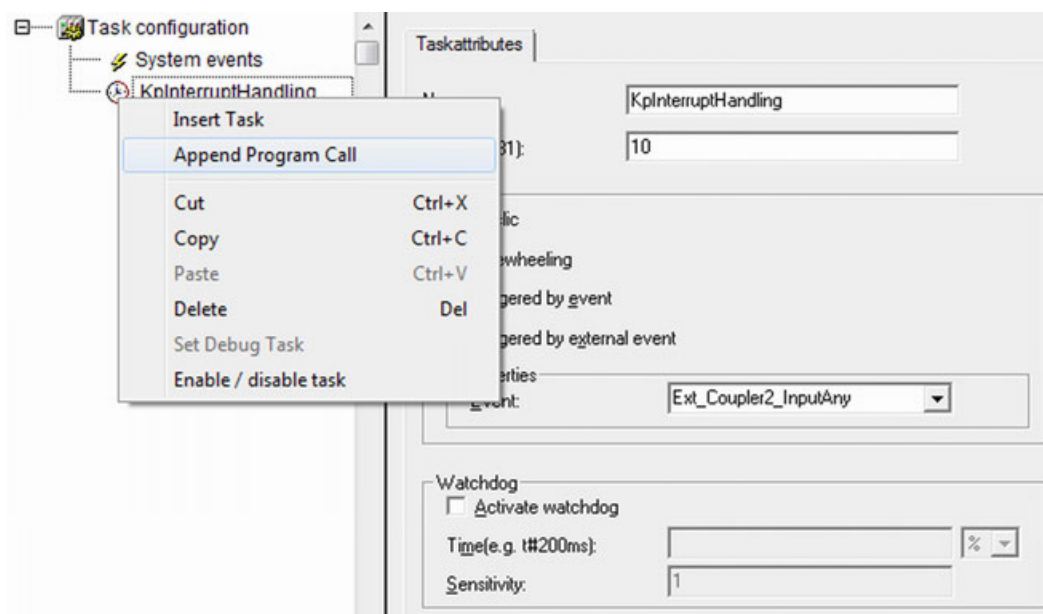 Task configuration
System events
KpInterruptHandling
Insert Task
Append Program Call
Cut Ctrl+X
Copy Ctrl+C
Paste Ctrl+V
Delete Del
Set Debug Task
Enable / disable task
Taskattributes
KpInterruptHandling
31): 10
lic
wheeling
gered by event
gered by external event
erties
Event: Ext_Coupler2_InputAny
Watchdog
Activate watchdog
Time(e.g. t#200ms): %
Sensitivity: 1